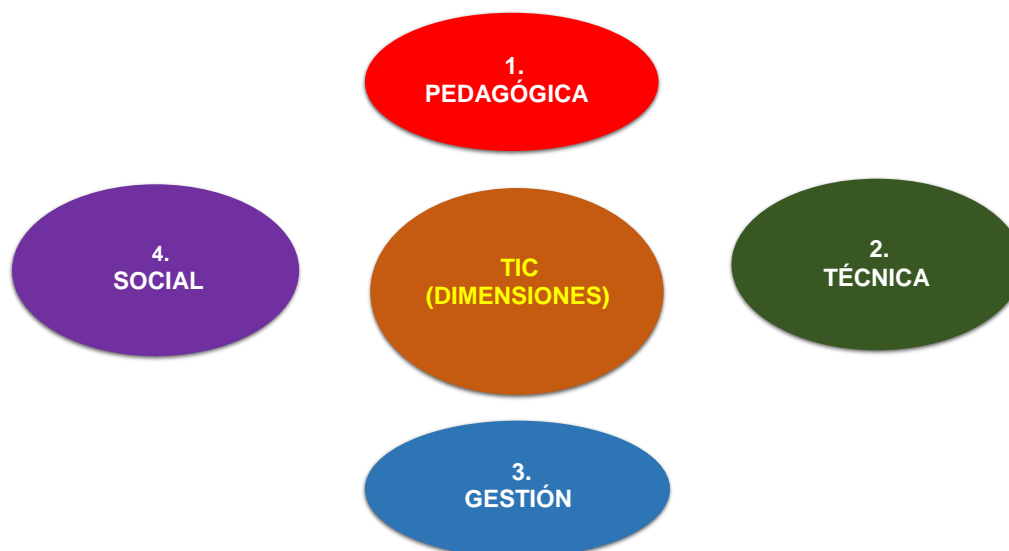 1.
PEDAGÓGICA
4.
SOCIAL
TIC
(DIMENSIONES)
2.
TÉCNICA
3.
GESTIÓN